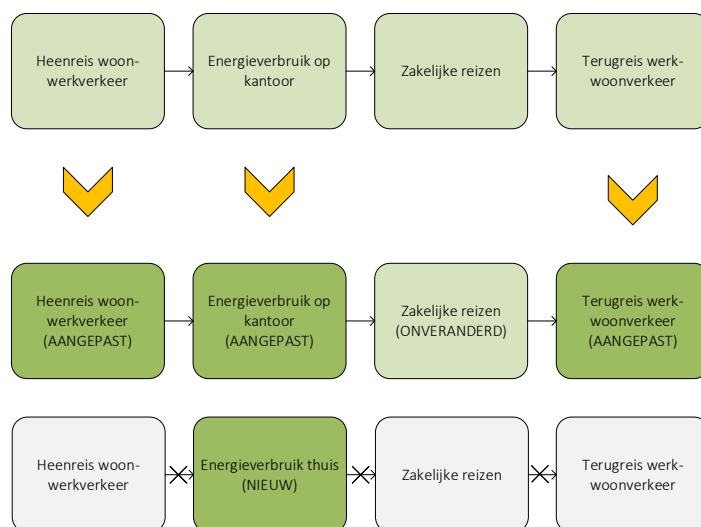 Heenreis woon-
werkverkeer
Energieverbruik op
kantoor
Zakelijke reizen
Terugreis werk-
woonverkeer
Heenreis woon-
werkverkeer
(AANGEPAST)
Energieverbruik op
kantoor
(AANGEPAST)
Zakelijke reizen
(ONVERANDERD)
Terugreis werk-
woonverkeer
(AANGEPAST)
Heenreis woon-
werkverkeer
Energieverbruik thuis
(NIEUW)
Zakelijke reizen
Terugreis werk-
woonverkeer